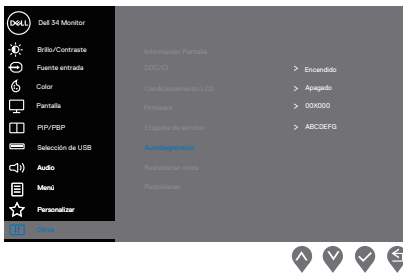 DELL
Dell 34 Monitor
Brillo/Contraste
Fuente entrada
Color
Pantalla
PIP/PBP
Selección de USB
Audio
Menú
Personalizar
Otros
Información Pantalla
DDC/CI > Encendido
Condicionamiento LCD > Apagado
Firmware > 00X000
Etiqueta de servicio > ABCDEFG
Autodiagnóstico
Restablecer otros
Restablecer